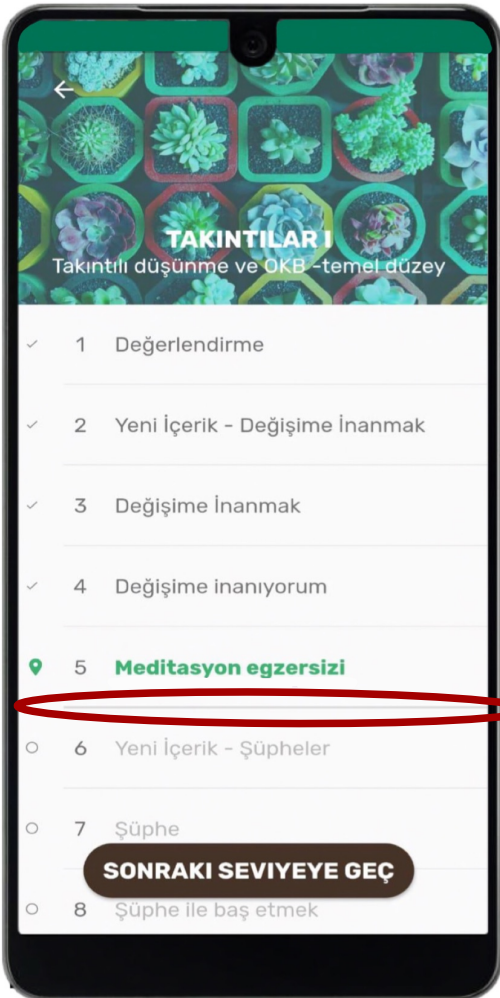 TAKINTILAR I
Takıntılı düşünme ve OKB -temel düzey
1 Değerlendirme
2 Yeni İçerik - Değişime İnanmak
3 Değişime İnanmak
4 Değişime inanıyorum
5 Meditasyon egzersizi
6 Yeni İçerik - Şüpheler
7 Şüphe
SONRAKI SEVIYEYE GEÇ
8 Şüphe ile baş etmek